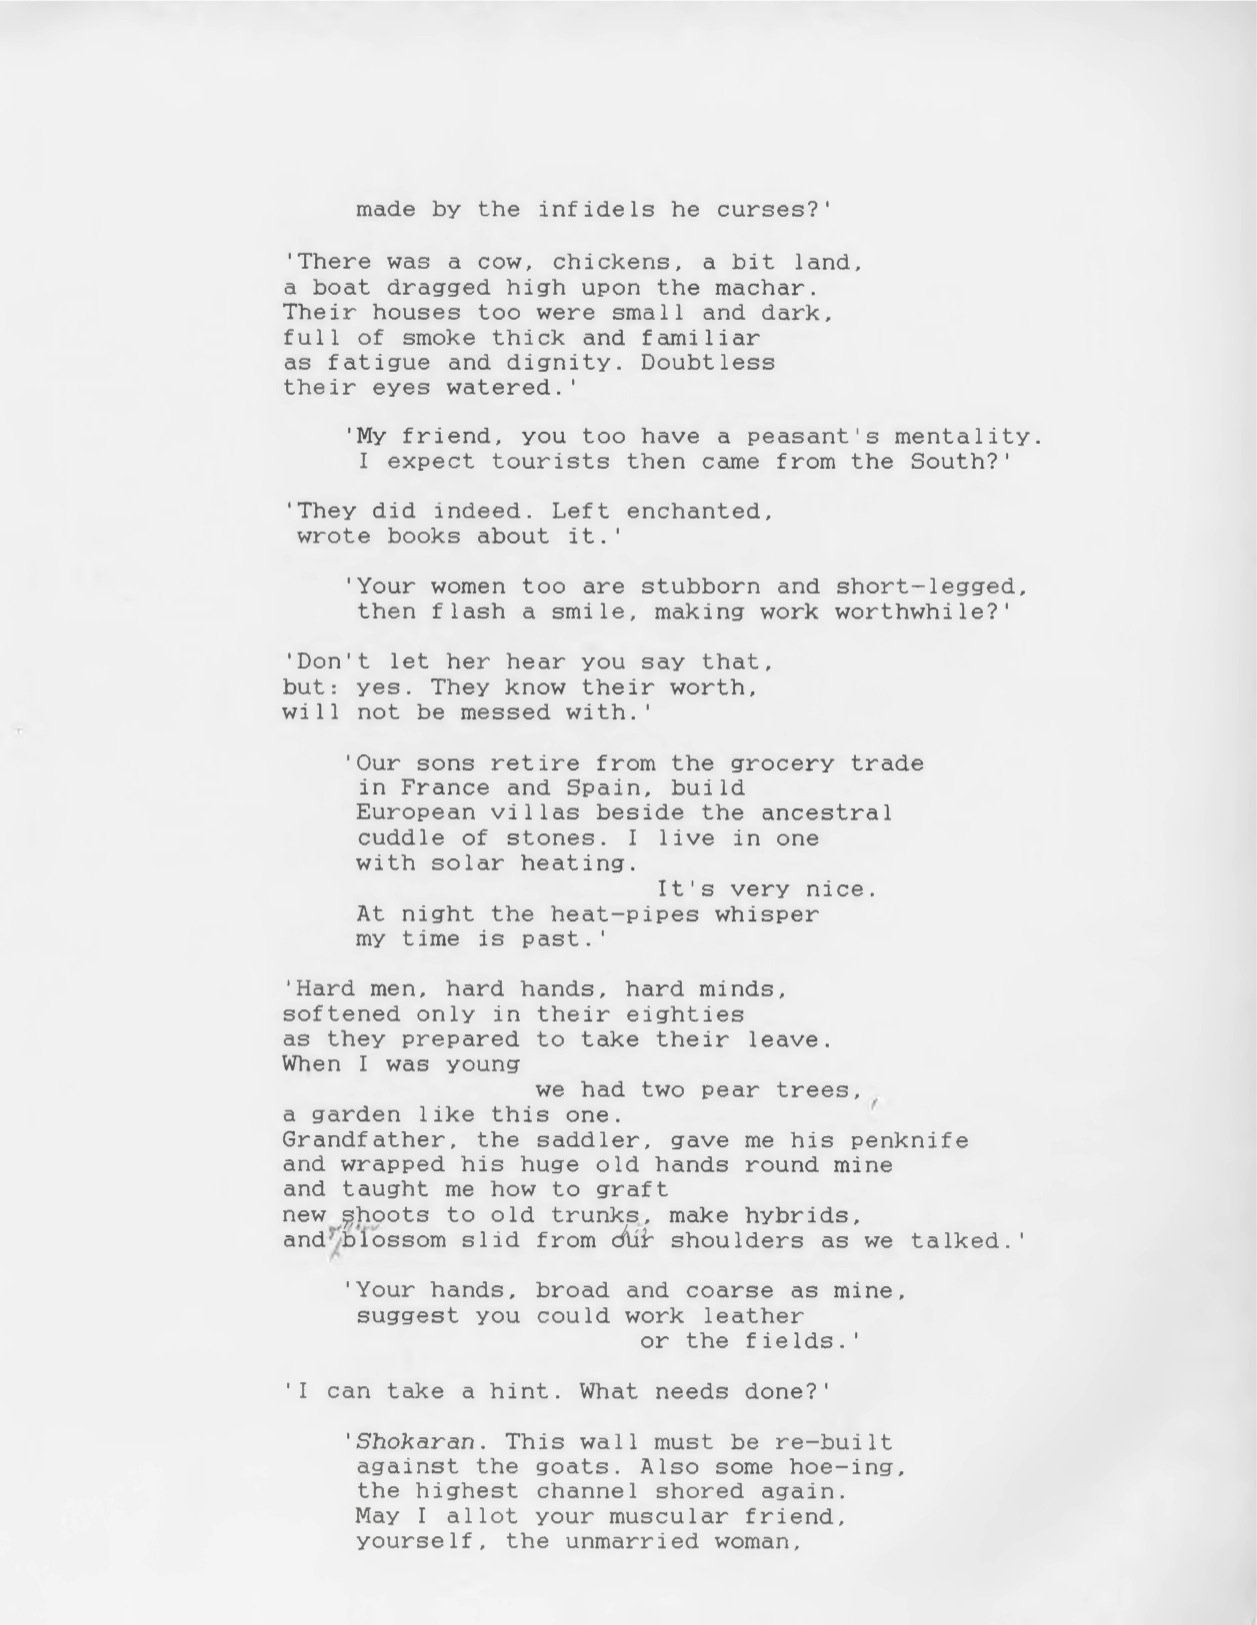 made by the infidels he curses?'
'There was a cow, chickens, a bit land,
a boat dragged high upon the machar.
Their houses too were small and dark,
full of smoke thick and familiar
as fatigue and dignity. Doubtless
their eyes watered.'
'My friend, you too have a peasant's mentality.
I expect tourists then came from the South?'
'They did indeed. Left enchanted,
wrote books about it.'
'Your women too are stubborn and short-legged,
then flash a smile, making work worthwhile?'
'Don't let her hear you say that,
but: yes. They know their worth,
will not be messed with.'
'Our sons retire from the grocery trade
in France and Spain, build
European villas beside the ancestral
cuddle of stones. I live in one
with solar heating.
It's very nice.
At night the heat-pipes whisper
my time is past.'
'Hard men, hard hands, hard minds,
softened only in their eighties
as they prepared to take their leave.
When I was young
we had two pear trees,
a garden like this one.
Grandfather, the saddler, gave me his penknife
and wrapped his huge old hands round mine
and taught me how to graft
new shoots to old trunks, make hybrids,
and blossom slid from our shoulders as we talked.'
'Your hands, broad and coarse as mine,
suggest you could work leather
or the fields.'
'I can take a hint. What needs done?'
'Shokaran. This wall must be re-built
against the goats. Also some hoe-ing,
the highest channel shored again.
May I allot your muscular friend,
yourself, the unmarried woman,